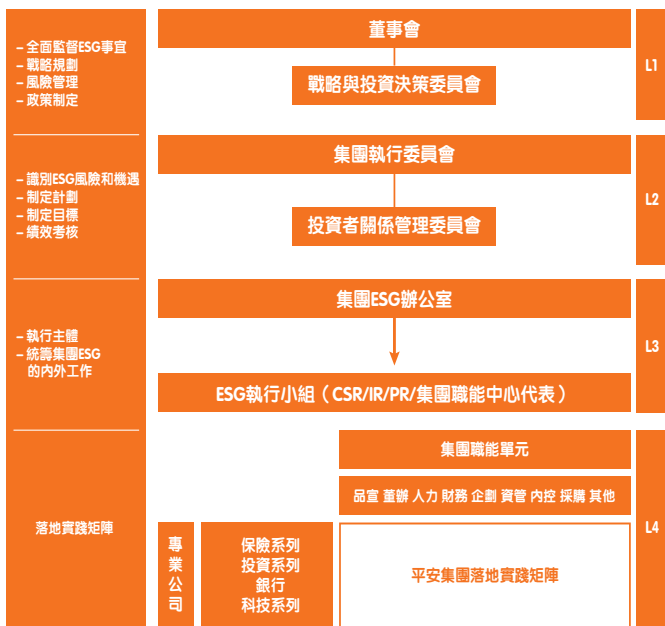 – 全面監督ESG事宜
– 戰略規劃
– 風險管理
– 政策制定
董事會
戰略與投資決策委員會
L1
– 識別ESG風險和機遇
– 制定計劃
– 制定目標
– 績效考核
集團執行委員會
投資者關係管理委員會
L2
– 執行主體
– 統籌集團ESG
的內外工作
集團ESG辦公室
ESG執行小組（CSR/IR/PR/集團職能中心代表）
L3
落地實踐矩陣
集團職能單元
品宣 董辦 人力 財務 企劃 資管 內控 採購 其他
專
業
公
司
保險系列
投資系列
銀行
科技系列
平安集團落地實踐矩陣
L4